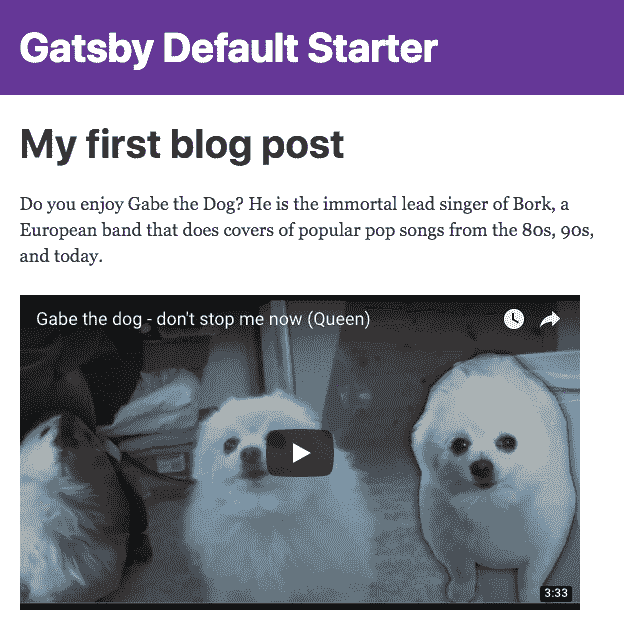 Gatsby Default Starter
My first blog post
Do you enjoy Gabe the Dog? He is the immortal lead singer of Bork, a
European band that does covers of popular pop songs from the 80s, 90s,
and today.
Gabe the dog - don't stop me now (Queen)
3:33